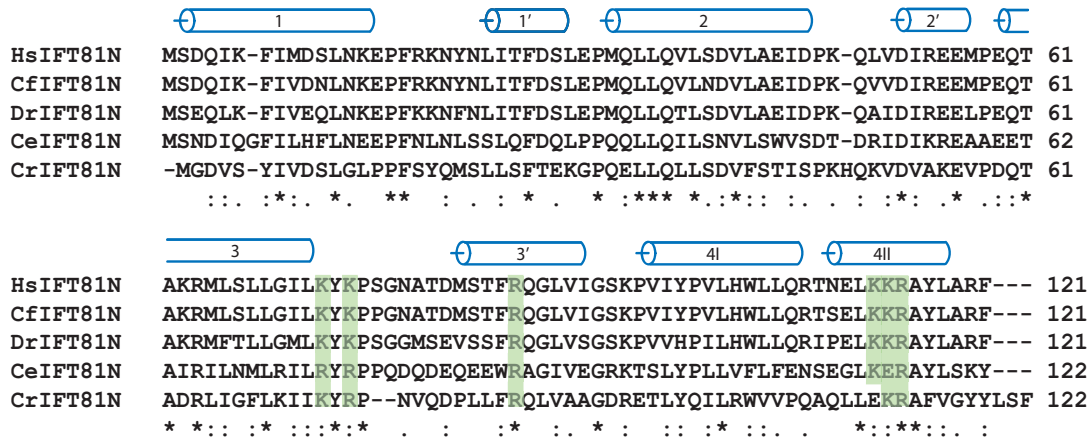 1 1′ 2 2′
HsIFT81N MSDQIK-FIMDSLNKEPFRKNYNLITFDSLEPMQLLQVLSDVLAEIDPK-QLVDIREEMPEQT 61
CfIFT81N MSDQIK-FIVDNLNKEPFRKNYNLITFDSLEPMQLLQVLNDVLAEIDPK-QVVDIREEMPEQT 61
DrIFT81N MSEQLK-FIVEQLNKEPFKKNFNLITFDSLEPMQLLQTLSDVLAEIDPK-QAIDIREELPEQT 61
CeIFT81N MSNDIQGFILHFLNEEPFNLNLSSLQFDQLPPQQLLQILSNVLSWVSDT-DRIDIKREAAEET 62
CrIFT81N -MGDVS-YIVDSLGLPPFSYQMSLLSFTEKGPQELLQLLSDVFSTISPKHQKVDVAKEVPDQT 61
::. :*: *. ** : . : * . * :*** *.:*:: : . . : :*: .* .::*
3 3′ 4I 4II
HsIFT81N AKRMLSLLGILKYKPSGNATDMSTFRQGLVIGSKPVIYPVLHWLLQRTNELKKRAYLARF--- 121
CfIFT81N AKRMLSLLGILKYKPPGNATDMSTFRQGLVIGSKPVIYPVLHWLLQRTSELKKRAYLARF--- 121
DrIFT81N AKRMFTLLGMLKYKPSGGMSEVSSFRQGLVSGSKPVVHPILHWLLQRIPELKKRAYLARF--- 121
CeIFT81N AIRILNMLRILRYRPPQDQDEQEEWRAGIVEGRKTSLYPLLVFLFENSEGLKERAYLSKY--- 122
CrIFT81N ADRLIGFLKIIKYRP--NVQDPLLFRQLVAAGDRETLYQILRWVVPQAQLLEKRAFVGYYLSF 122
* *:: :* :::*:* . : :* :. * : :: :* ::. . *::**::. :